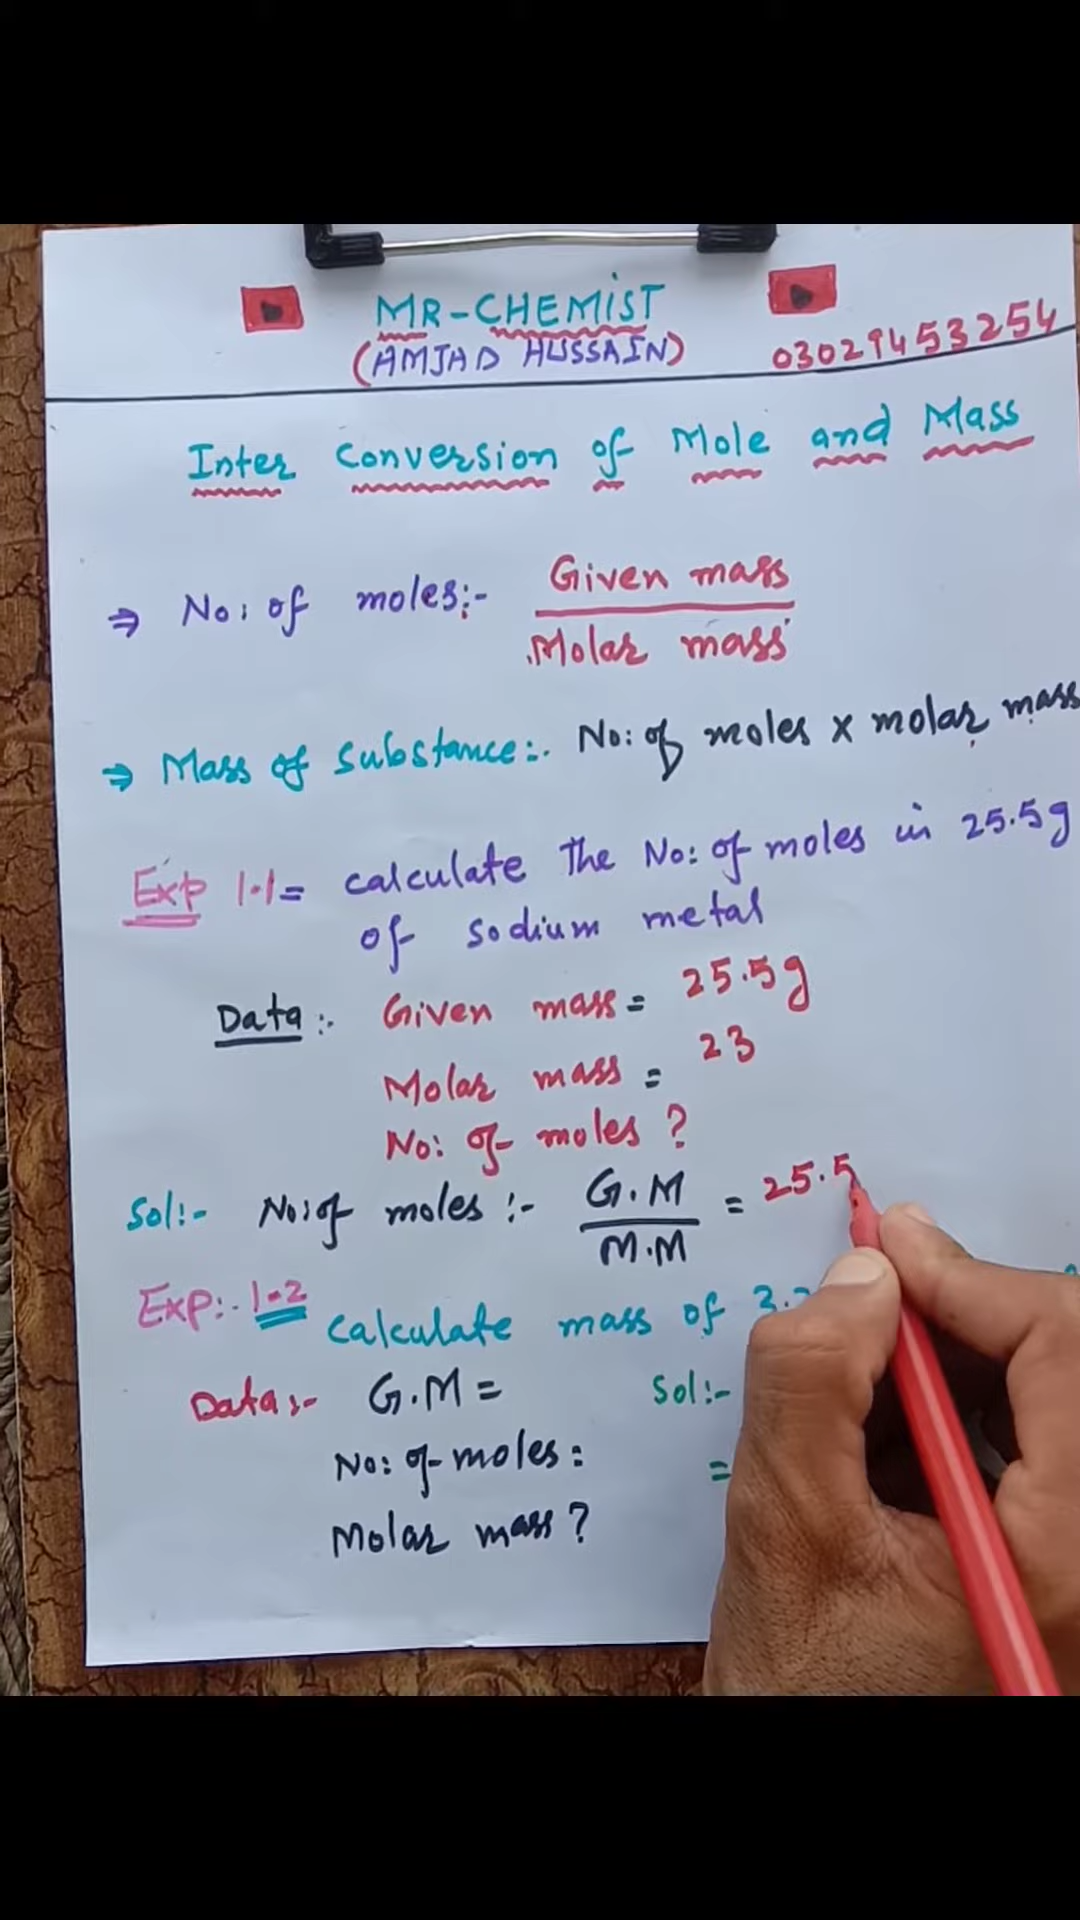 MR-CHEMIST
(AMJAD HUSSAIN) 03029453254
Inter Conversion of Mole and Mass
⇒ No: of moles:- Given mass
Molar mass
⇒ Mass of substance:. No: of moles x molar mass
Exp 1.1= calculate the No: of moles in 25.5g
of sodium metal
Data:. Given mass = 25.5g
Molar mass = 23
No: of moles ?
Sol:- No: of moles :- G.M = 25.5
M.M
Exp:. 1.2
Calculate mass of 3.
Data:- G.M = Sol:-
No: of moles: =
Molar mass?